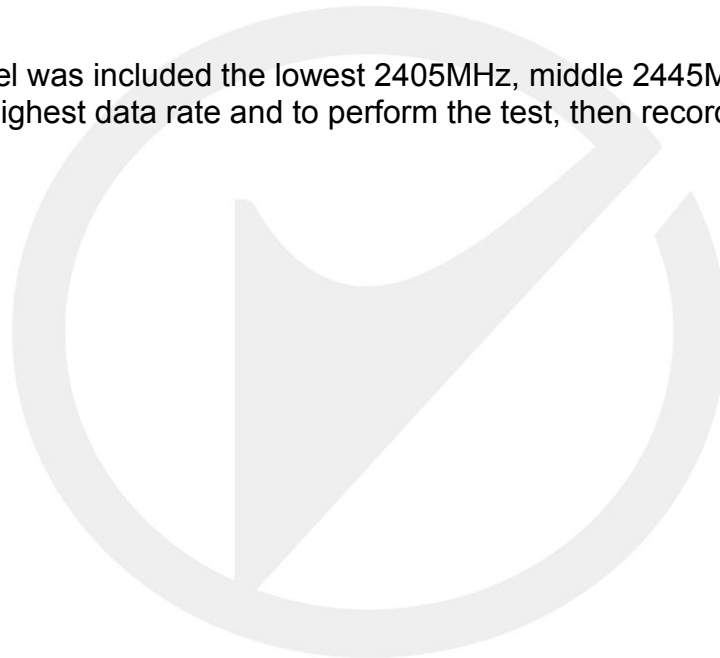 el was included the lowest 2405MHz, middle 2445M
ighest data rate and to perform the test, then record